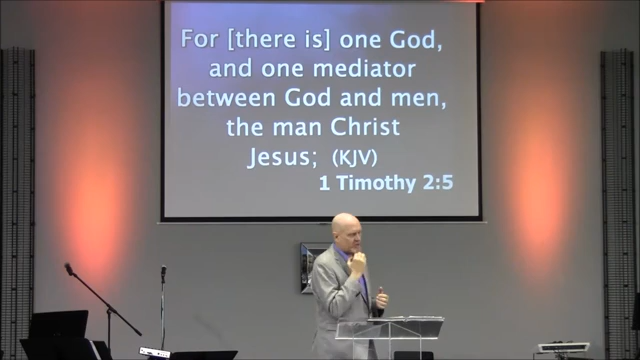 For [there is] one God,
and one mediator
between God and men,
the man Christ
Jesus; (KJV)
1 Timothy 2:5